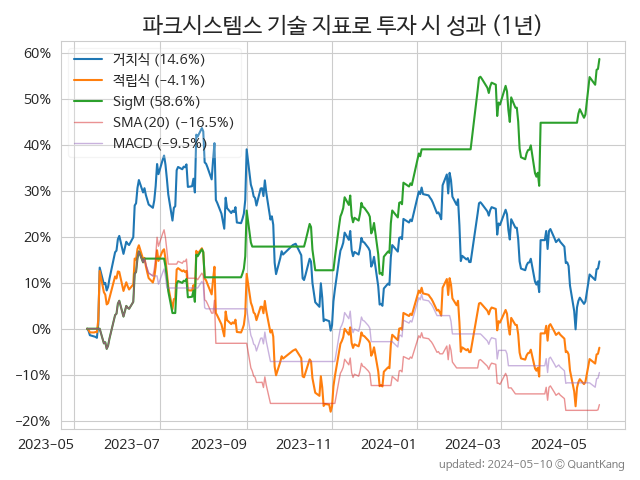 파크시스템스 기술 지표로 투자 시 성과 (1년)
60%
50%
40%
30%
20%
10%
0%
−10%
−20%
거치식 (14.6%)
적립식 (−4.1%)
SigM (58.6%)
SMA(20) (−16.5%)
MACD (−9.5%)
2023-05 2023-07 2023-09 2023-11 2024-01 2024-03 2024-05
updated: 2024-05-10 © QuantKang